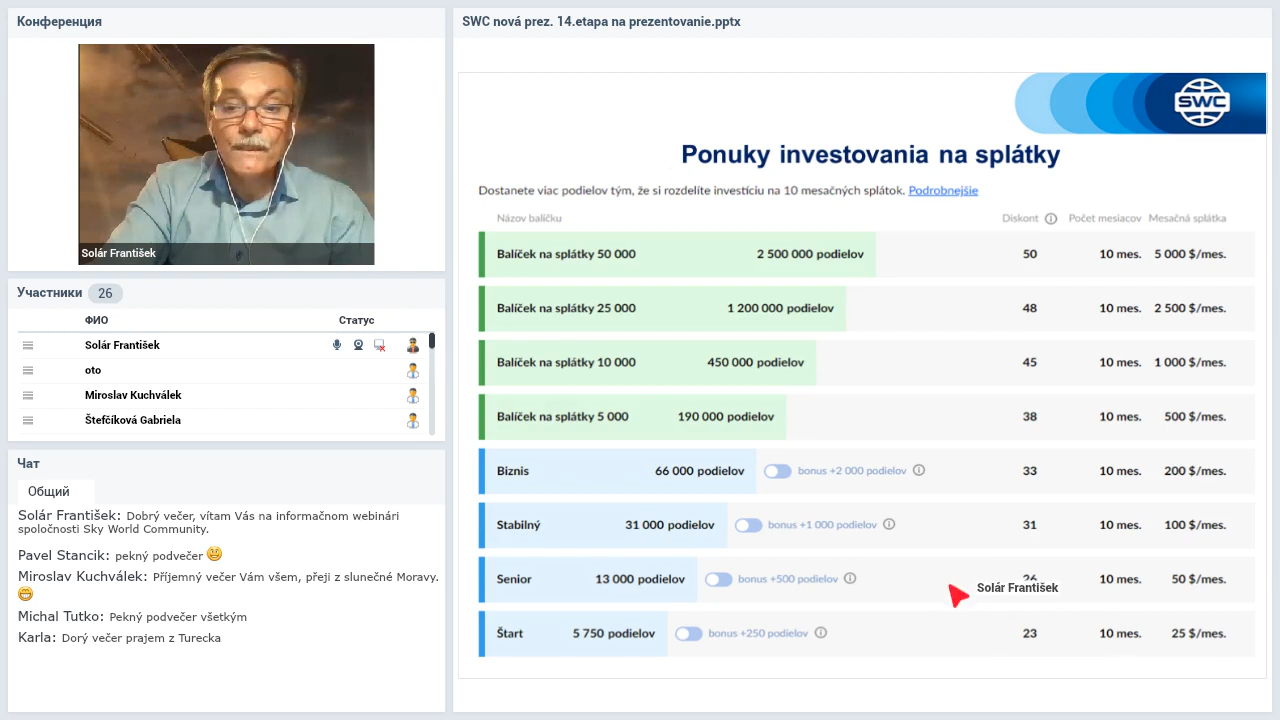 Конференция
Solár František
Участники 26
ФИО Статус
Solár František
oto
Miroslav Kuchválek
Štefčíková Gabriela
Чат
Общий
Solár František: Dobrý večer, vítam Vás na informačnom webinári
spoločnosti Sky World Community.
Pavel Stancik: pekný podvečer
Miroslav Kuchválek: Příjemný večer Vám všem, přeji z slunečné Moravy.
Michal Tutko: Pekný podvečer všetkým
Karla: Dorý večer prajem z Turecka
SWC nová prez. 14.etapa na prezentovanie.pptx
SWC
Ponuky investovania na splátky
Dostanete viac podielov tým, že si rozdelíte investíciu na 10 mesačných splátok. Podrobnejšie
Názov balíčku Diskont Počet mesiacov Mesačná splátka
Balíček na splátky 50 000 2 500 000 podielov 50 10 mes. 5 000 $/mes.
Balíček na splátky 25 000 1 200 000 podielov 48 10 mes. 2 500 $/mes.
Balíček na splátky 10 000 450 000 podielov 45 10 mes. 1 000 $/mes.
Balíček na splátky 5 000 190 000 podielov 38 10 mes. 500 $/mes.
Biznis 66 000 podielov bonus +2 000 podielov 33 10 mes. 200 $/mes.
Stabilný 31 000 podielov bonus +1 000 podielov 31 10 mes. 100 $/mes.
Senior 13 000 podielov bonus +500 podielov 26 10 mes. 50 $/mes.
Solár František
Štart 5 750 podielov bonus +250 podielov 23 10 mes. 25 $/mes.